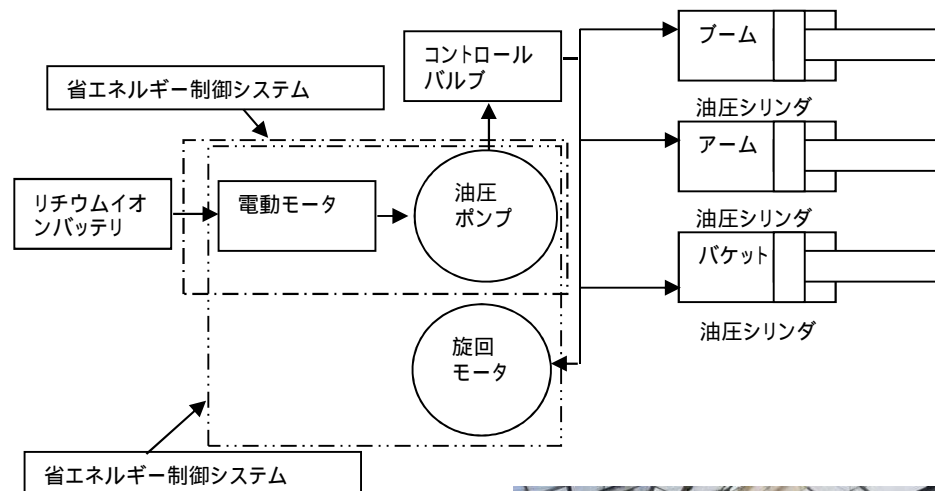 コントロール
バルブ
ブーム
省エネルギー制御システム
油圧シリンダ
アーム
リチウムイオ
ンバッテリ
電動モータ
油圧
ポンプ
油圧シリンダ
バケット
油圧シリンダ
旋回
モータ
省エネルギー制御システム